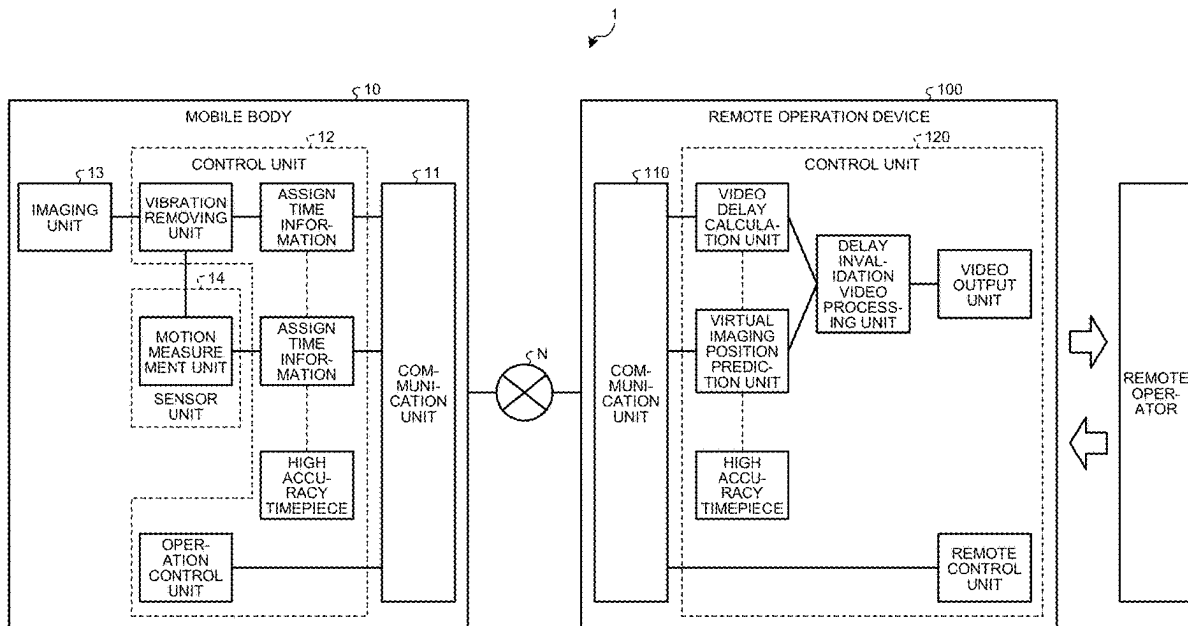 1
10
MOBILE BODY
12
CONTROL UNIT
13
IMAGING
UNIT
VIBRATION
REMOVING
UNIT
ASSIGN
TIME
INFOR-
MATION
11
COM-
MUNI-
CATION
UNIT
14
MOTION
MEASURE
MENT UNIT
SENSOR
UNIT
ASSIGN
TIME
INFOR-
MATION
HIGH
ACCU-
RACY
TIMEPIECE
OPER-
ATION
CONTROL
UNIT
N
100
REMOTE OPERATION DEVICE
120
CONTROL UNIT
110
COM-
MUNI-
CATION
UNIT
VIDEO
DELAY
CALCULA-
TION UNIT
VIRTUAL
IMAGING
POSITION
PREDIC-
TION UNIT
HIGH
ACCU-
RACY
TIMEPIECE
DELAY
INVAL-
IDATION
VIDEO
PROCESS-
ING UNIT
VIDEO
OUTPUT
UNIT
REMOTE
CONTROL
UNIT
REMOTE
OPER-
ATOR